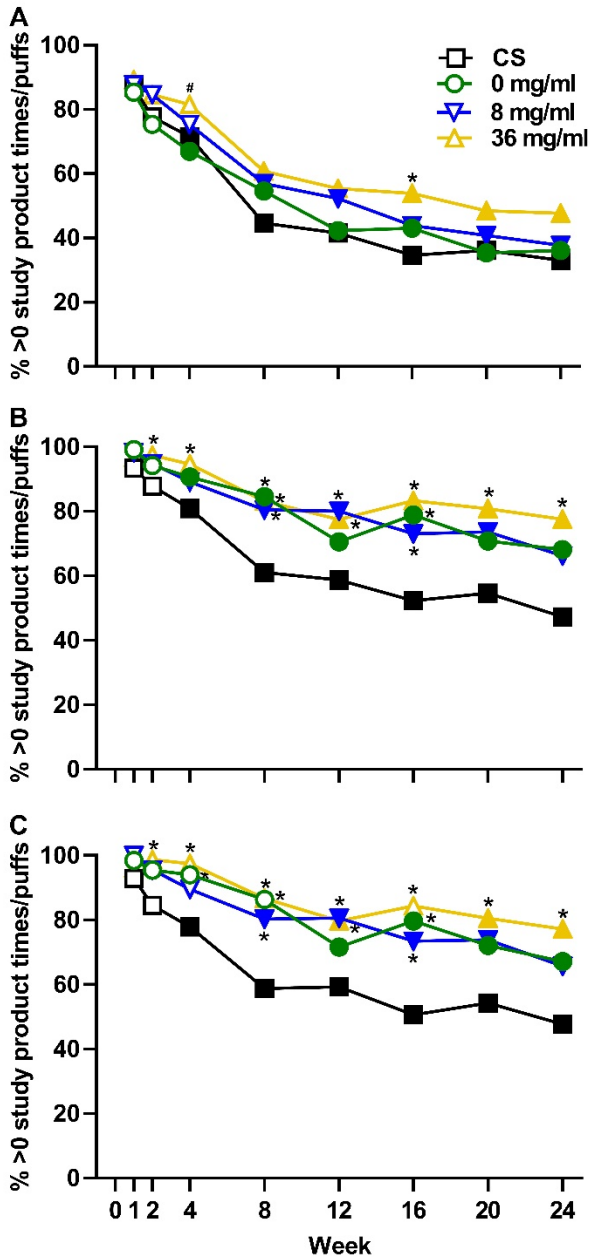 A
% >0 study product times/puffs
100
80
60
40
20
0
CS
0 mg/ml
8 mg/ml
36 mg/ml
#
*
B
% >0 study product times/puffs
100
80
60
40
20
0
* * * * * * * * * * * *
C
% >0 study product times/puffs
100
80
60
40
20
0
* * * * * * * * * * * * *
0 1 2 4 8 12 16 20 24
Week